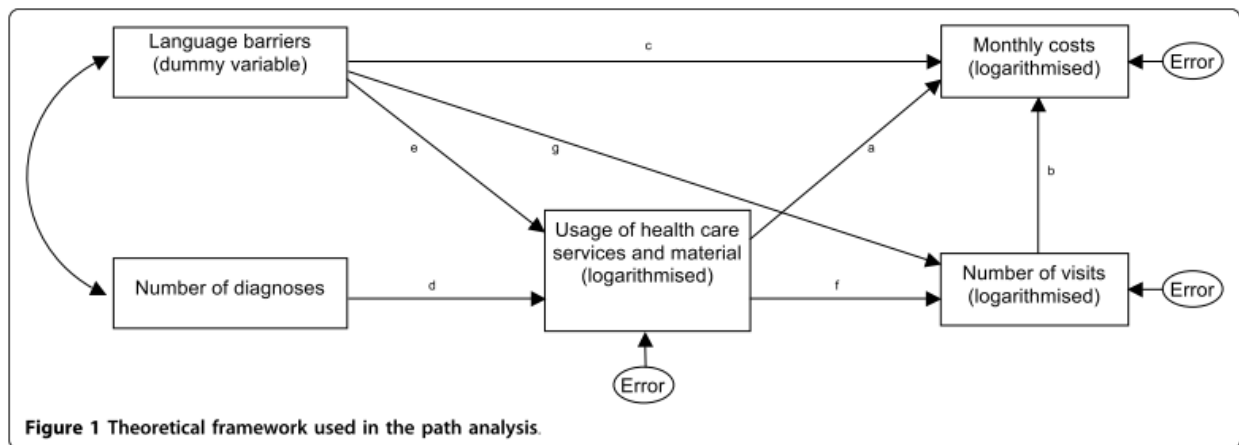 Language barriers
(dummy variable)
c
Monthly costs
(logarithmised)
Error
e
g
a
b
Usage of health care
services and material
(logarithmised)
Number of diagnoses
d
f
Number of visits
(logarithmised)
Error
Error
Figure 1 Theoretical framework used in the path analysis.